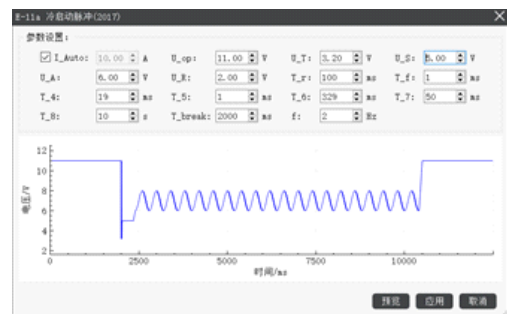 E-11a 冷启动脉冲(2017)
参数设置:
I_Auto: 10.00 A U_op: 11.00 V U_T: 3.20 V U_S: 5.00 V
U_A: 6.00 V U_R: 2.00 V T_r: 100 ms T_f: 1 ms
T_4: 19 ms T_5: 1 ms T_6: 329 ms T_7: 50 ms
T_8: 10 s T_break: 2000 ms f: 2 Hz
12
10
8
6
4
2
电压/V
0 2500 5000 7500 10000
时间/ms
预览 应用 取消